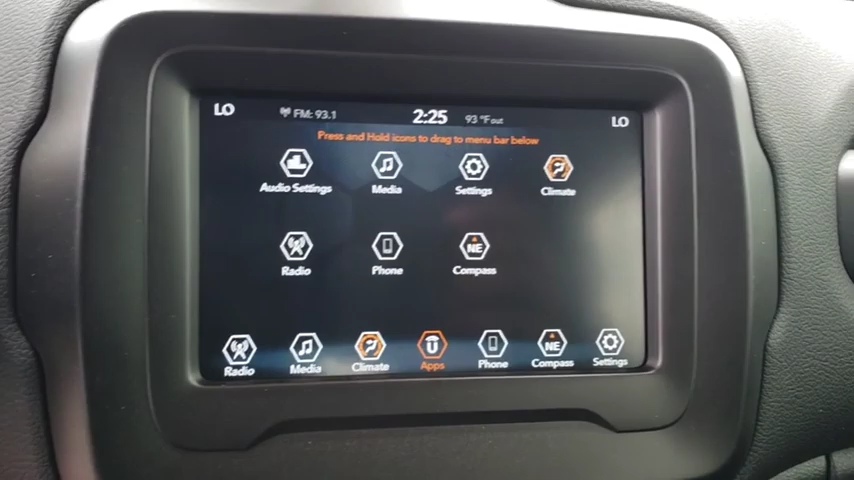 LO FM: 93.1 2:25 93 °F out LO
Press and Hold icons to drag to menu bar below
Audio Settings Media Settings Climate
NE
Radio Phone Compass
NE
Radio Media Climate Apps Phone Compass Settings